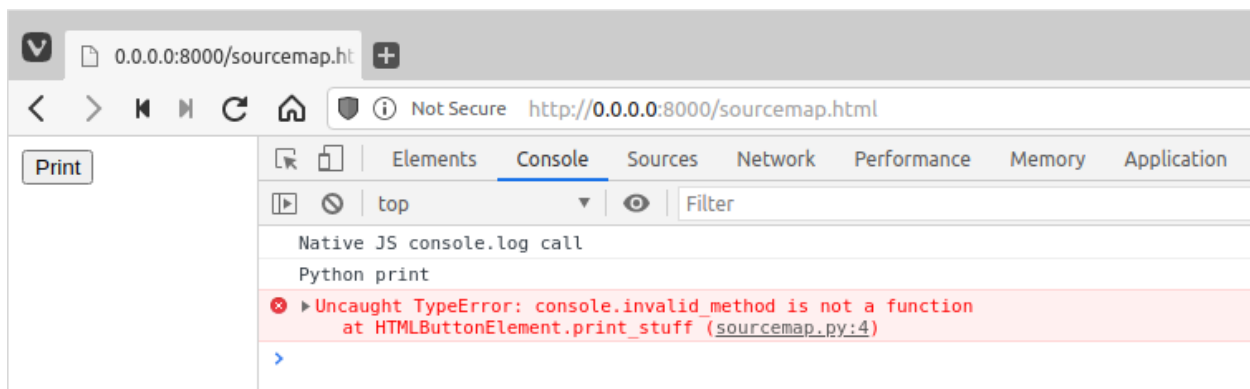 0.0.0.0:8000/sourcemap.ht
Not Secure http://0.0.0.0:8000/sourcemap.html
Print
Elements Console Sources Network Performance Memory Application
top Filter
Native JS console.log call
Python print
Uncaught TypeError: console.invalid_method is not a function
at HTMLButtonElement.print_stuff (sourcemap.py:4)